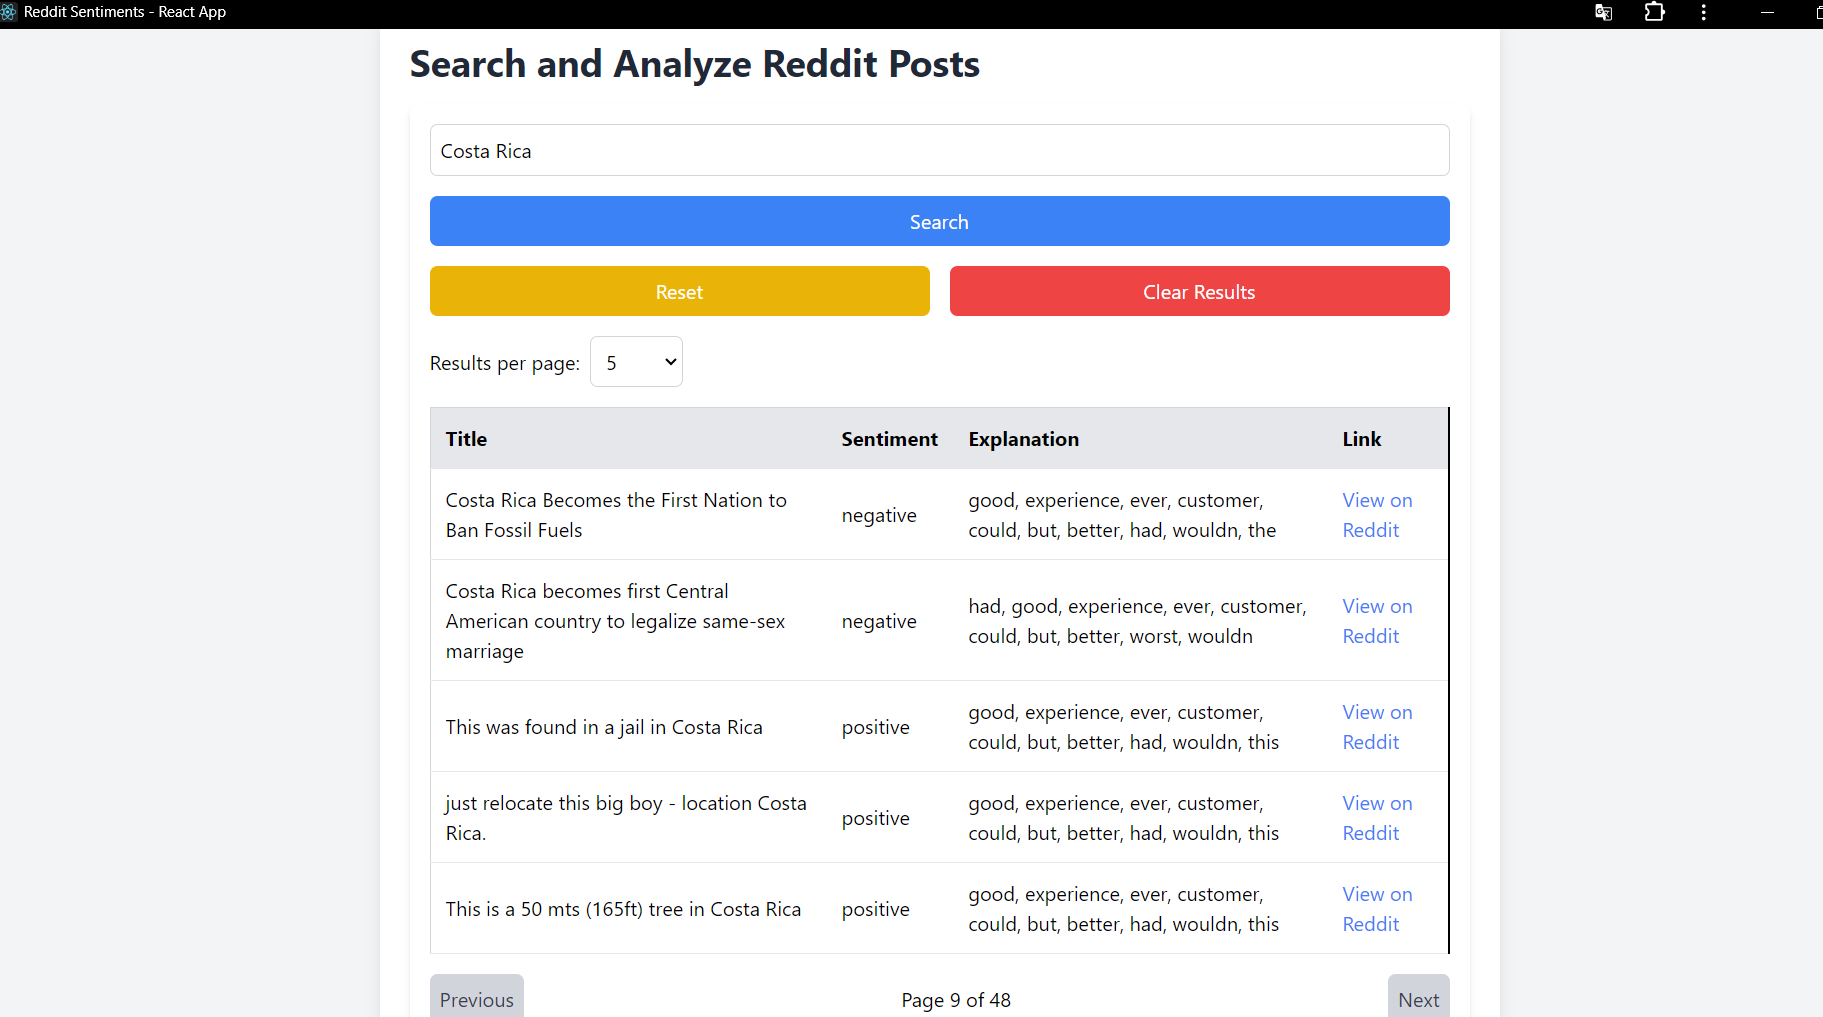 Reddit Sentiments - React App
Search and Analyze Reddit Posts
Costa Rica
Search
Reset
Clear Results
Results per page: 5
Title Sentiment Explanation Link
Costa Rica Becomes the First Nation to
Ban Fossil Fuels
negative
good, experience, ever, customer,
could, but, better, had, wouldn, the
View on
Reddit
Costa Rica becomes first Central
American country to legalize same-sex
marriage
negative
had, good, experience, ever, customer,
could, but, better, worst, wouldn
View on
Reddit
This was found in a jail in Costa Rica
positive
good, experience, ever, customer,
could, but, better, had, wouldn, this
View on
Reddit
just relocate this big boy - location Costa
Rica.
positive
good, experience, ever, customer,
could, but, better, had, wouldn, this
View on
Reddit
This is a 50 mts (165ft) tree in Costa Rica
positive
good, experience, ever, customer,
could, but, better, had, wouldn, this
View on
Reddit
Previous
Page 9 of 48
Next